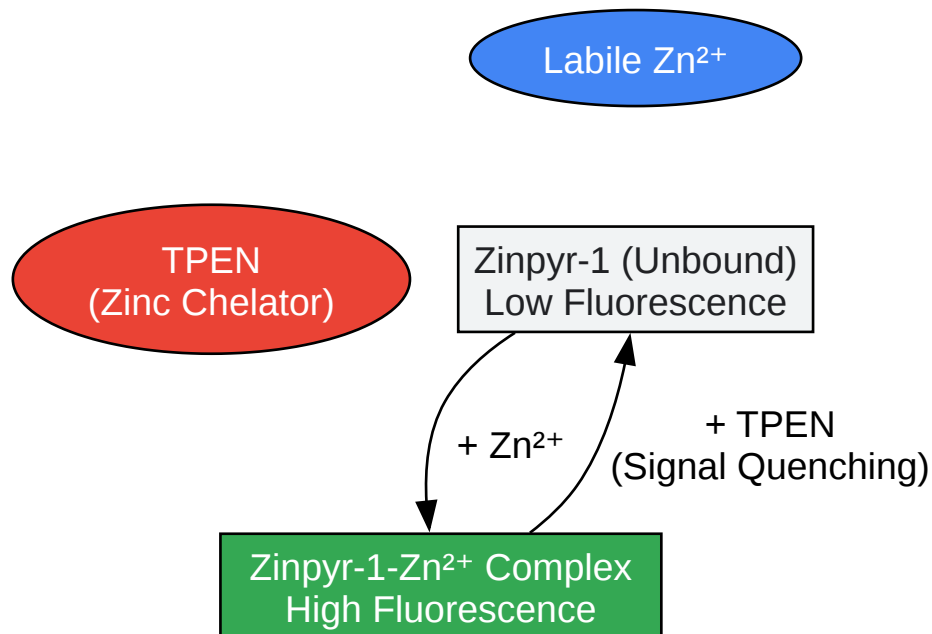 Labile Zn²⁺
TPEN
(Zinc Chelator)
Zinpyr-1 (Unbound)
Low Fluorescence
+ Zn²⁺
+ TPEN
(Signal Quenching)
Zinpyr-1-Zn²⁺ Complex
High Fluorescence